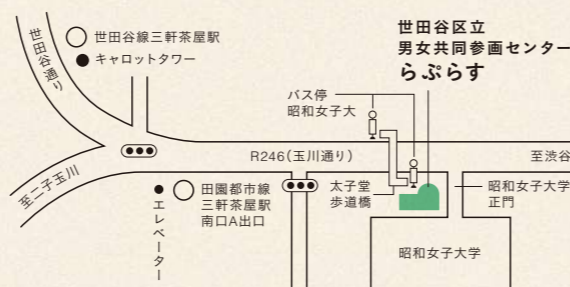 世田谷区立
男女共同参画センター
らぷらす
世田谷線三軒茶屋駅
キャロットタワー
世田谷通り
バス停
昭和女子大
R246(玉川通り)
至渋谷
至二子玉川
エレベーター
田園都市線
三軒茶屋駅
南口A出口
太子堂
歩道橋
昭和女子大学
正門
昭和女子大学